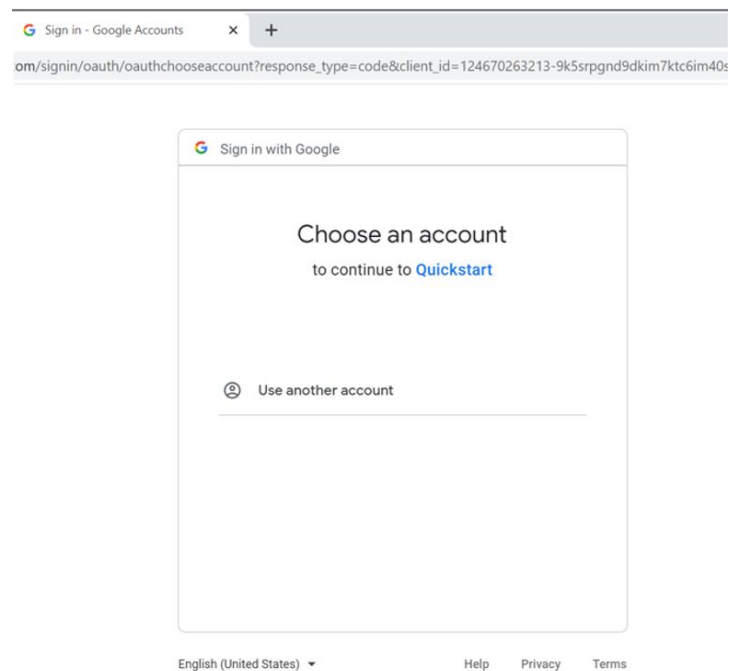 Sign in - Google Accounts
om/signin/oauth/oauthchooseaccount?response_type=code&client_id=124670263213-9k5srpgnd9dkim7ktc6im40s
Sign in with Google
Choose an account
to continue to Quickstart
Use another account
English (United States)
Help Privacy Terms